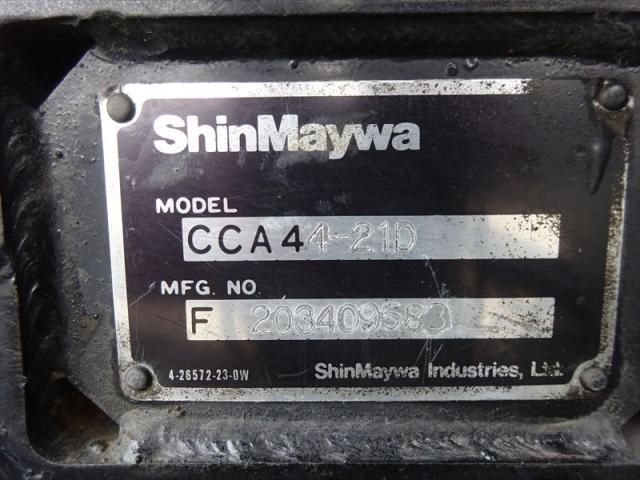 ShinMaywa
MODEL
CCA44-21D
MFG. NO
F 203409583
4-26572-23-0W
ShinMaywa Industries, Ltd.